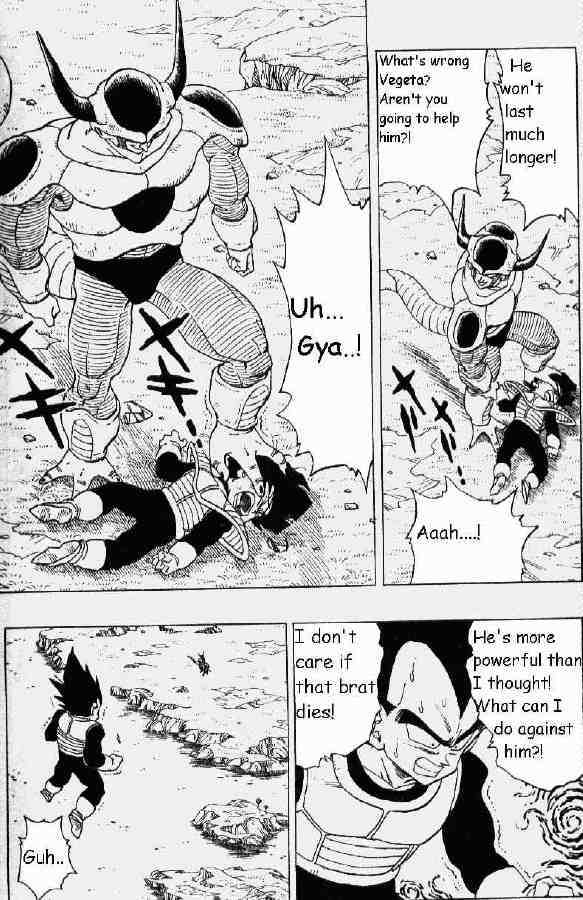 Uh...
Gya..!
What's wrong
Vegeta?
Aren't you
going to help
him?!
He
won't
last
much
longer!
Aaah....!
Guh..
I don't
care if
that brat
dies!
He's more
powerful than
I thought!
What can I
do against
him?!